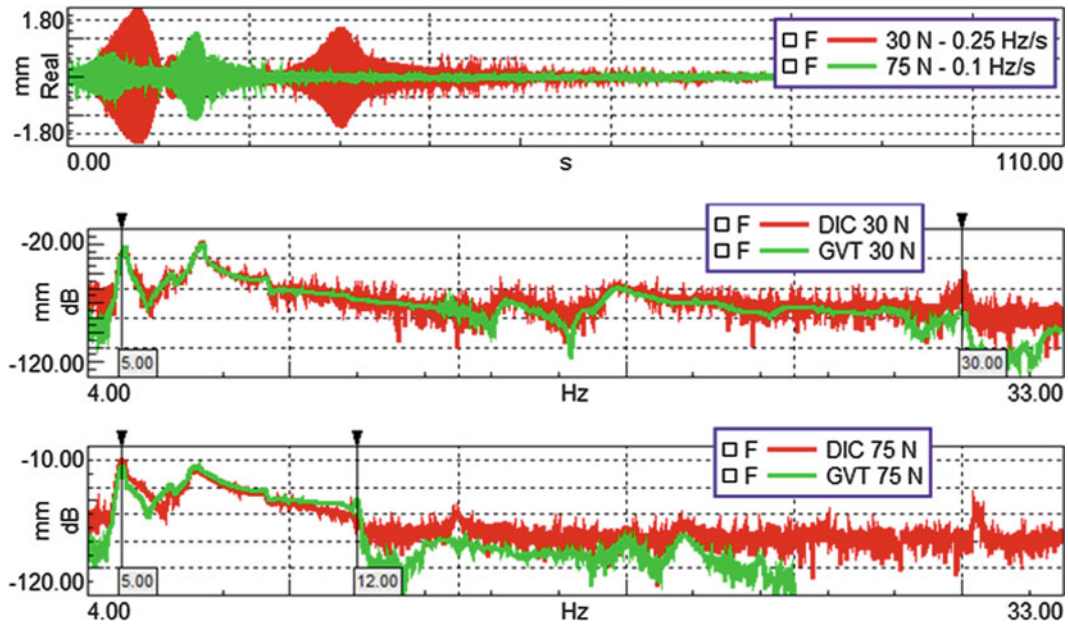 1.80
mm
Real
-1.80
F 30 N - 0.25 Hz/s
F 75 N - 0.1 Hz/s
0.00 s 110.00
-20.00
mm
dB
-120.00
F DIC 30 N
F GVT 30 N
5.00 30.00
4.00 Hz 33.00
-10.00
mm
dB
-120.00
F DIC 75 N
F GVT 75 N
5.00 12.00
4.00 Hz 33.00